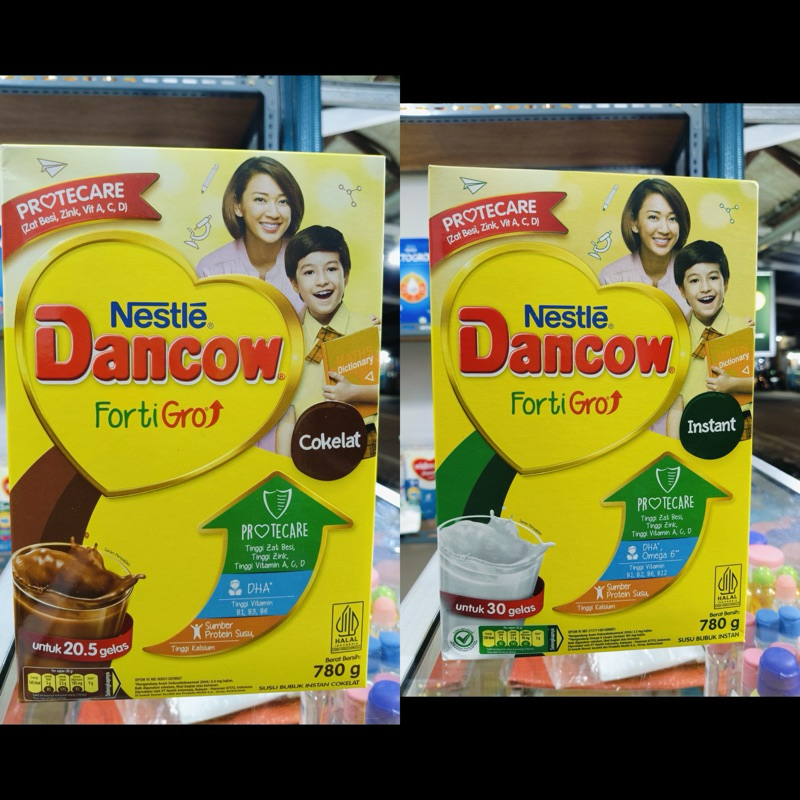 PROTECARE
(Zat Besi, Zink, Vit A, C, D)
Nestlé
Dancow
FortiGro
Dictionary
Cokelat
PROTECARE
Tinggi Zat Besi,
Tinggi Zink,
Tinggi Vitamin A, C, D
DHA*
Tinggi Vitamin
B1, B3, B6
Sumber
Protein Susu,
Tinggi Kalsium
untuk 20.5 gelas
HALAL
INDONESIA
Berat Bersih:
780 g
SUSU BUBUK INSTAN COKELAT
PROTECARE
(Zat Besi, Zink, Vit A, C, D)
Nestlé
Dancow
FortiGro
Dictionary
Instant
PROTECARE
Tinggi Zat Besi,
Tinggi Zink,
Tinggi Vitamin A, C, D
DHA*,
Omega 6**
Tinggi Vitamin
B1, B2, B6, B12
Sumber
Protein Susu,
Tinggi Kalsium
untuk 30 gelas
HALAL
INDONESIA
Berat Bersih:
780 g
SUSU BUBUK INSTAN